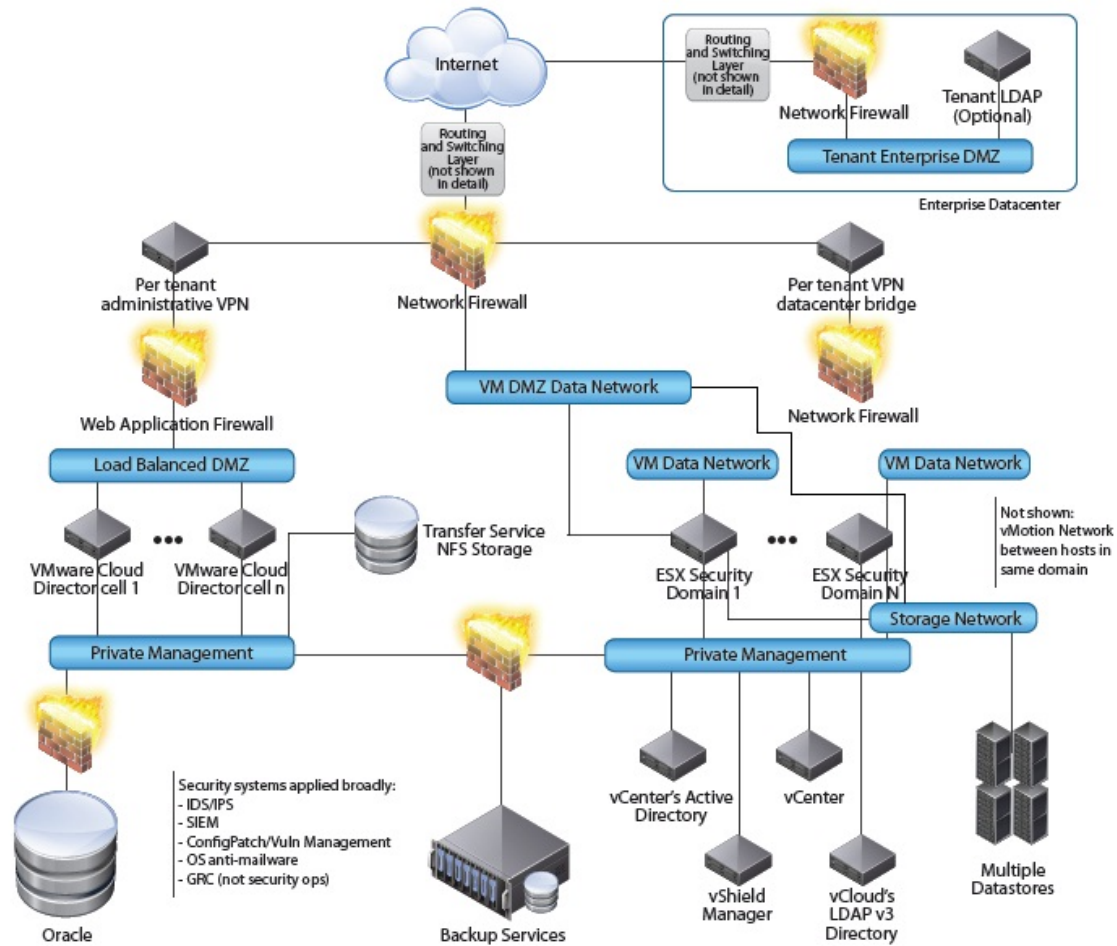 Internet
Routing
and Switching
Layer
(not shown
in detail)
Network Firewall
Tenant LDAP
(Optional)
Tenant Enterprise DMZ
Enterprise Datacenter
Routing
and Switching
Layer
(not shown
in detail)
Per tenant
administrative VPN
Network Firewall
Per tenant VPN
datacenter bridge
Web Application Firewall
VM DMZ Data Network
Network Firewall
Load Balanced DMZ
VM Data Network
VM Data Network
Transfer Service
NFS Storage
Not shown:
vMotion Network
between hosts in
same domain
VMware Cloud
Director cell 1
VMware Cloud
Director cell n
ESX Security
Domain 1
ESX Security
Domain N
Storage Network
Private Management
Private Management
Security systems applied broadly:
- IDS/IPS
- SIEM
- ConfigPatch/Vuln Management
- OS anti-mailware
- GRC (not security ops)
vCenter's Active
Directory
vCenter
Multiple
Datastores
vShield
Manager
vCloud's
LDAP v3
Directory
Oracle
Backup Services